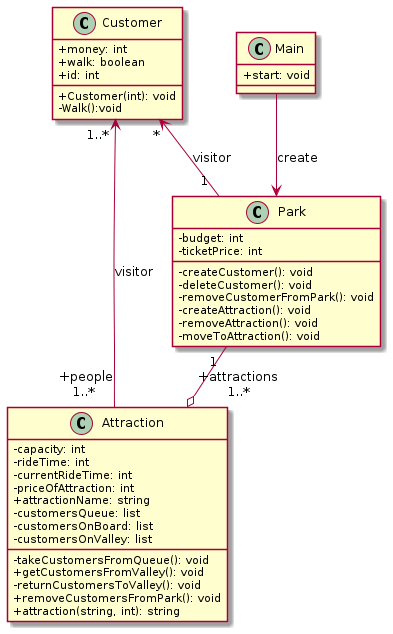 C Customer
+money: int
+walk: boolean
+id: int
+Customer(int): void
-Walk():void
C Main
+start: void
1..*
*
visitor
1
create
C Park
-budget: int
-ticketPrice: int
-createCustomer(): void
-deleteCustomer(): void
-removeCustomerFromPark(): void
-createAttraction(): void
-removeAttraction(): void
-moveToAttraction(): void
visitor
1
+attractions
1..*
+people
1..*
C Attraction
-capacity: int
-rideTime: int
-currentRideTime: int
-priceOfAttraction: int
+attractionName: string
-customersQueue: list
-customersOnBoard: list
-customersOnValley: list
-takeCustomersFromQueue(): void
+getCustomersFromValley(): void
-returnCustomersToValley(): void
+removeCustomersFromPark(): void
+attraction(string, int): string